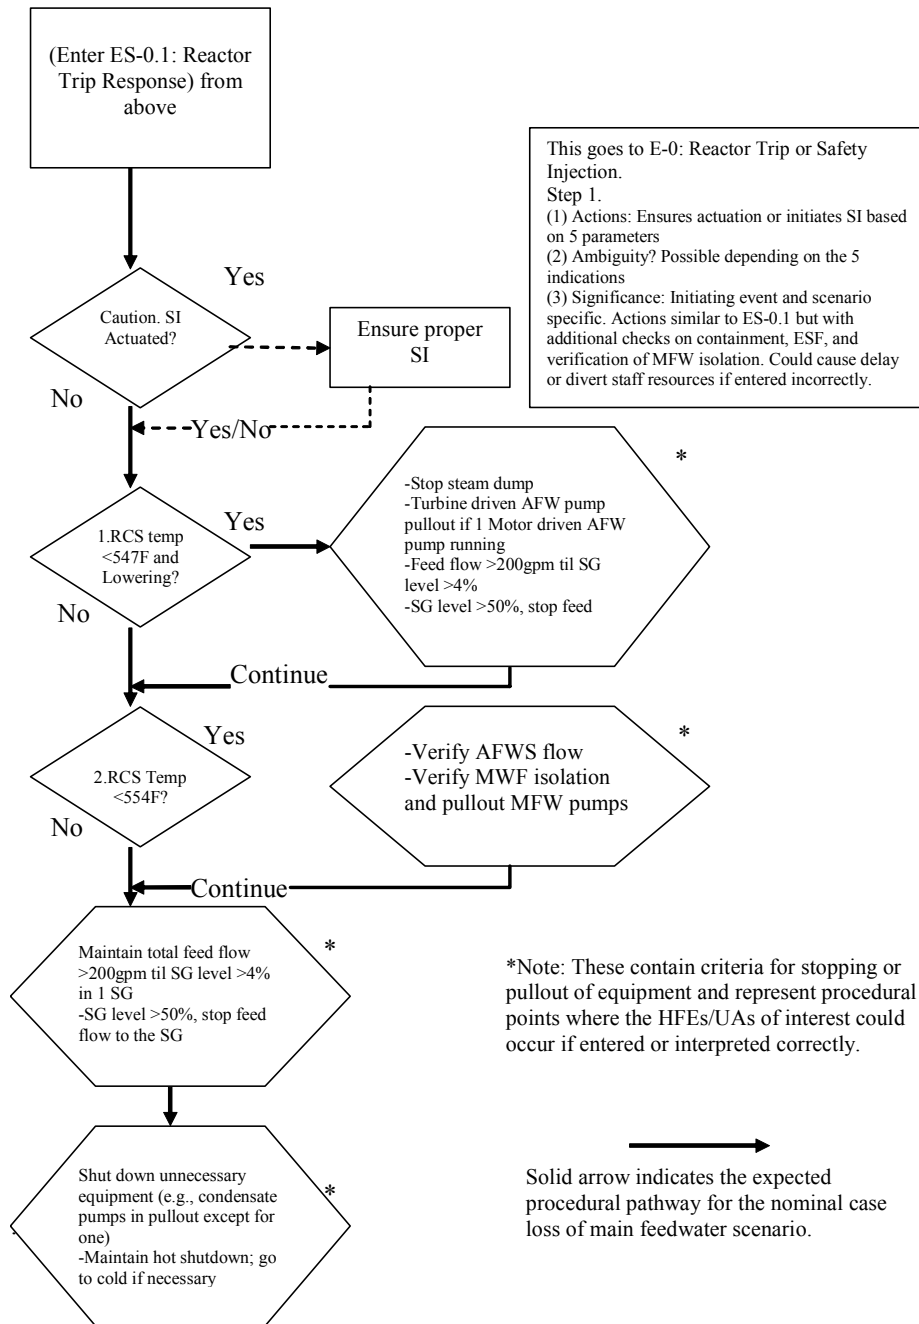 (Enter ES-0.1: Reactor
Trip Response) from
above
This goes to E-0: Reactor Trip or Safety
Injection.
Step 1.
(1) Actions: Ensures actuation or initiates SI based
on 5 parameters
(2) Ambiguity? Possible depending on the 5
indications
(3) Significance: Initiating event and scenario
specific. Actions similar to ES-0.1 but with
additional checks on containment, ESF, and
verification of MFW isolation. Could cause delay
or divert staff resources if entered incorrectly.
Yes
Caution. SI
Actuated?
Ensure proper
SI
No
Yes/No
*
-Stop steam dump
-Turbine driven AFW pump
pullout if 1 Motor driven AFW
pump running
-Feed flow >200gpm til SG
level >4%
-SG level >50%, stop feed
Yes
1.RCS temp
<547F and
Lowering?
No
Continue
Yes
*
2.RCS Temp
<554F?
-Verify AFWS flow
-Verify MWF isolation
and pullout MFW pumps
No
Continue
*
Maintain total feed flow
>200gpm til SG level >4%
in 1 SG
-SG level >50%, stop feed
flow to the SG
*Note: These contain criteria for stopping or
pullout of equipment and represent procedural
points where the HFEs/UAs of interest could
occur if entered or interpreted correctly.
*
Shut down unnecessary
equipment (e.g., condensate
pumps in pullout except for
one)
-Maintain hot shutdown; go
to cold if necessary
Solid arrow indicates the expected
procedural pathway for the nominal case
loss of main feedwater scenario.